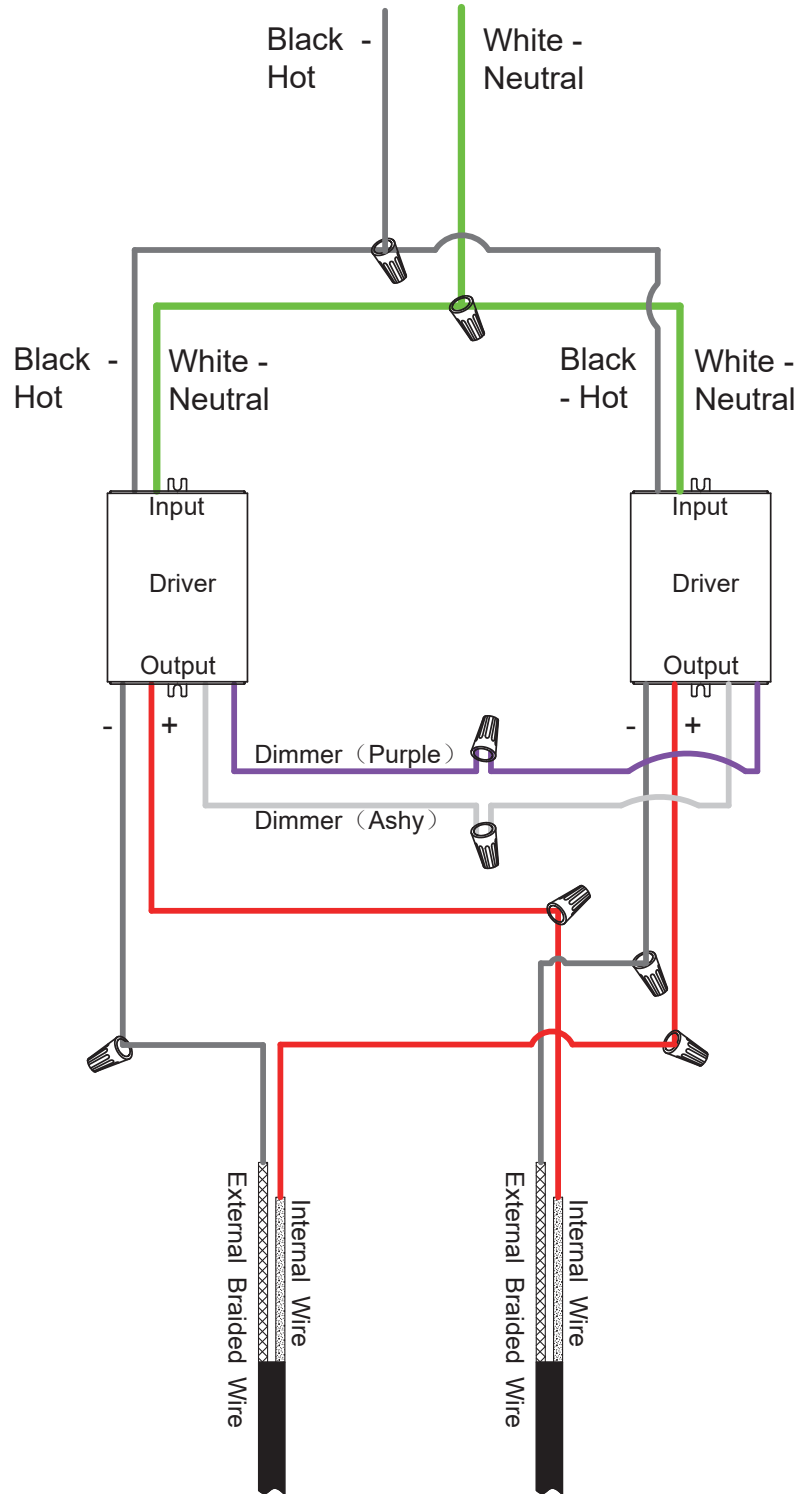 Black -
Hot
White -
Neutral
Black -
Hot
White -
Neutral
Black
- Hot
White -
Neutral
Input
Driver
Output
- +
Input
Driver
Output
- +
Dimmer（Purple）
Dimmer（Ashy）
External Braided Wire
Internal Wire
External Braided Wire
Internal Wire